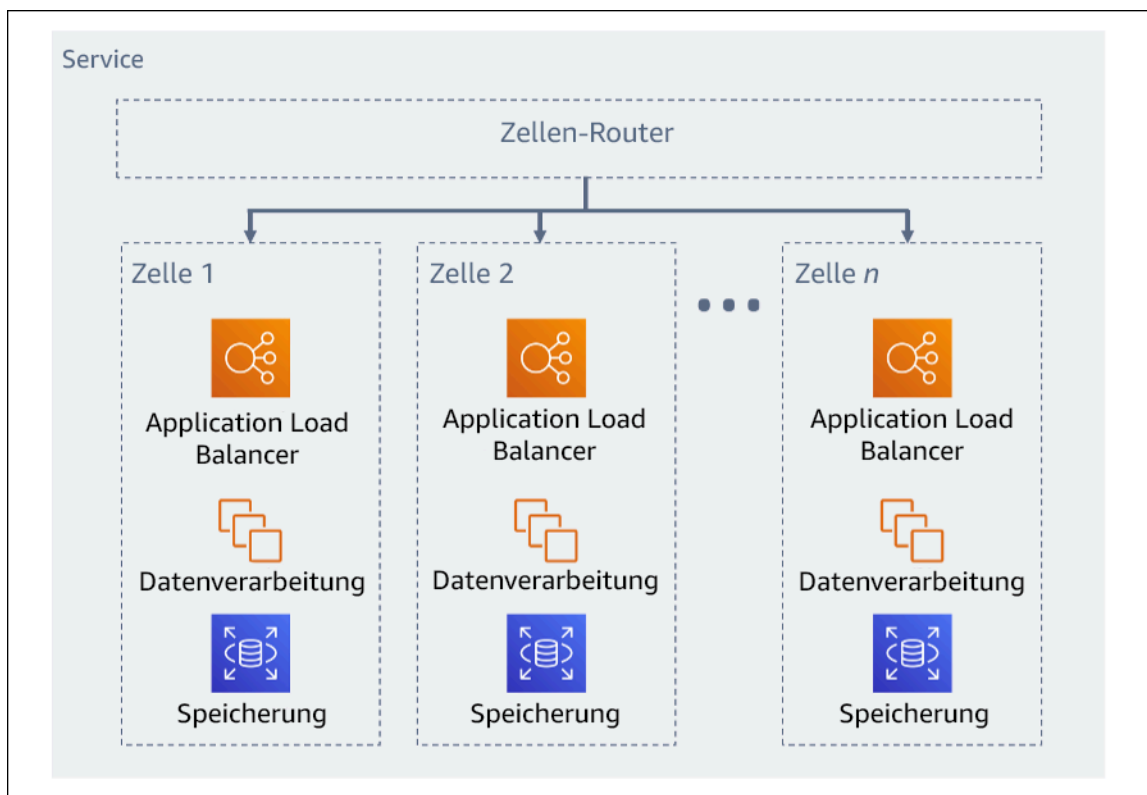 Service
Zellen-Router
Zelle 1
Application Load
Balancer
Datenverarbeitung
Speicherung
Zelle 2
Application Load
Balancer
Datenverarbeitung
Speicherung
Zelle n
Application Load
Balancer
Datenverarbeitung
Speicherung